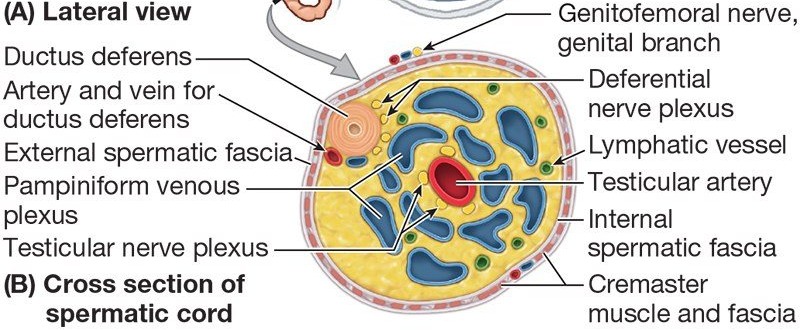 (A) Lateral view
Ductus deferens
Artery and vein for
ductus deferens
External spermatic fascia
Pampiniform venous
plexus
Testicular nerve plexus
(B) Cross section of
spermatic cord
Genitofemoral nerve,
genital branch
Deferential
nerve plexus
Lymphatic vessel
Testicular artery
Internal
spermatic fascia
Cremaster
muscle and fascia